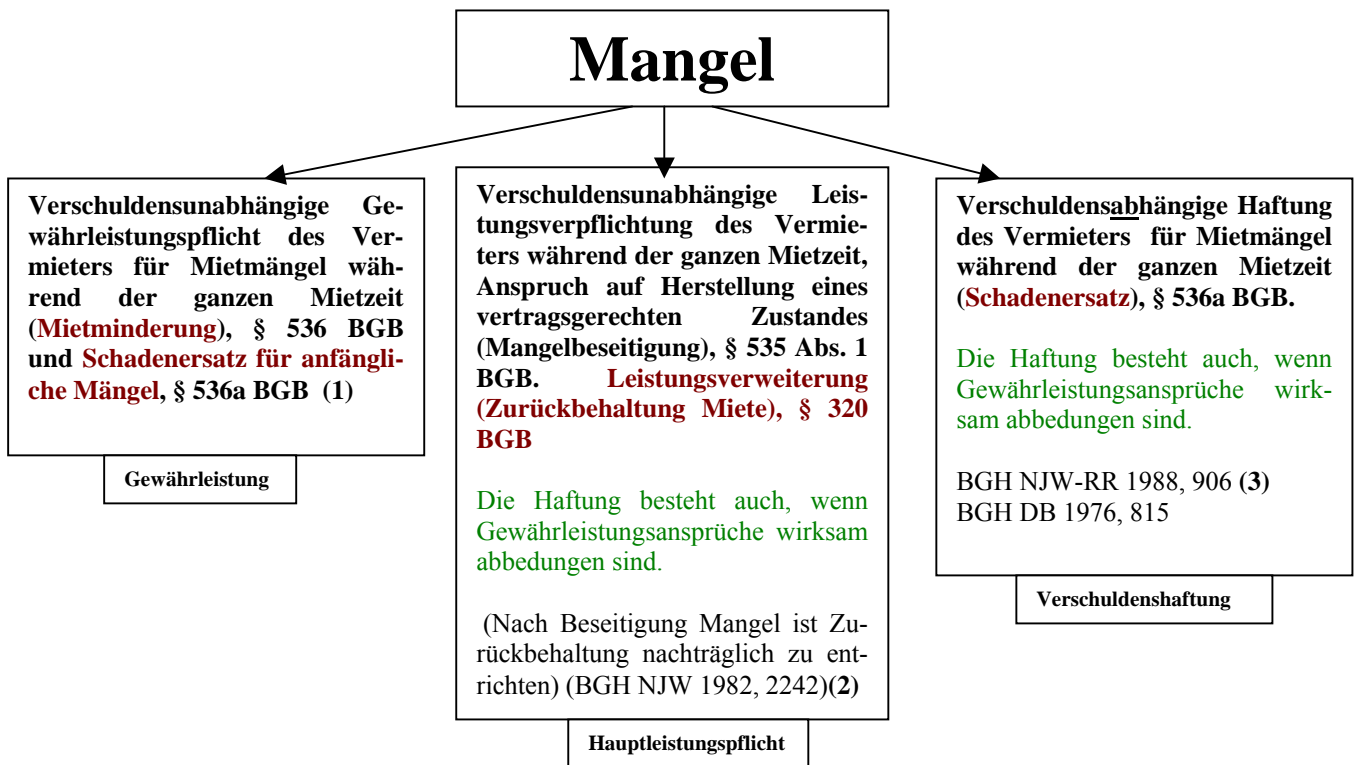 Mangel
Verschuldensunabhängige Ge-
währleistungspflicht des Ver-
mieters für Mietmängel wäh-
rend der ganzen Mietzeit
(Mietminderung), § 536 BGB
und Schadenersatz für anfängli-
che Mängel, § 536a BGB (1)
Gewährleistung
Verschuldensunabhängige Leis-
tungsverpflichtung des Vermie-
ters während der ganzen Mietzeit,
Anspruch auf Herstellung eines
vertragsgerechten Zustandes
(Mangelbeseitigung), § 535 Abs. 1
BGB. Leistungsverweiterung
(Zurückbehaltung Miete), § 320
BGB
Die Haftung besteht auch, wenn
Gewährleistungsansprüche wirksam
abbedungen sind.
(Nach Beseitigung Mangel ist Zu-
rückbehaltung nachträglich zu ent-
richten) (BGH NJW 1982, 2242)(2)
Hauptleistungspflicht
Verschuldensabhängige Haftung
des Vermieters für Mietmängel
während der ganzen Mietzeit
(Schadenersatz), § 536a BGB.
Die Haftung besteht auch, wenn
Gewährleistungsansprüche wirk-
sam abbedungen sind.
BGH NJW-RR 1988, 906 (3)
BGH DB 1976, 815
Verschuldenshaftung